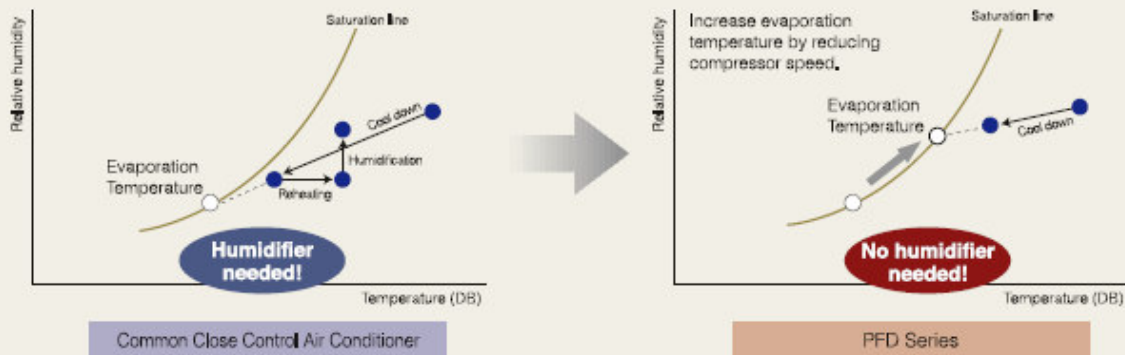 Relative humidity
Saturation line
Evaporation
Temperature
Cool down
Humidification
Reheating
Humidifier
needed!
Temperature (DB)
Common Close Control Air Conditioner
Relative humidity
Increase evaporation
temperature by reducing
compressor speed.
Saturation line
Evaporation
Temperature
Cool down
No humidifier
needed!
Temperature (DB)
PFD Series